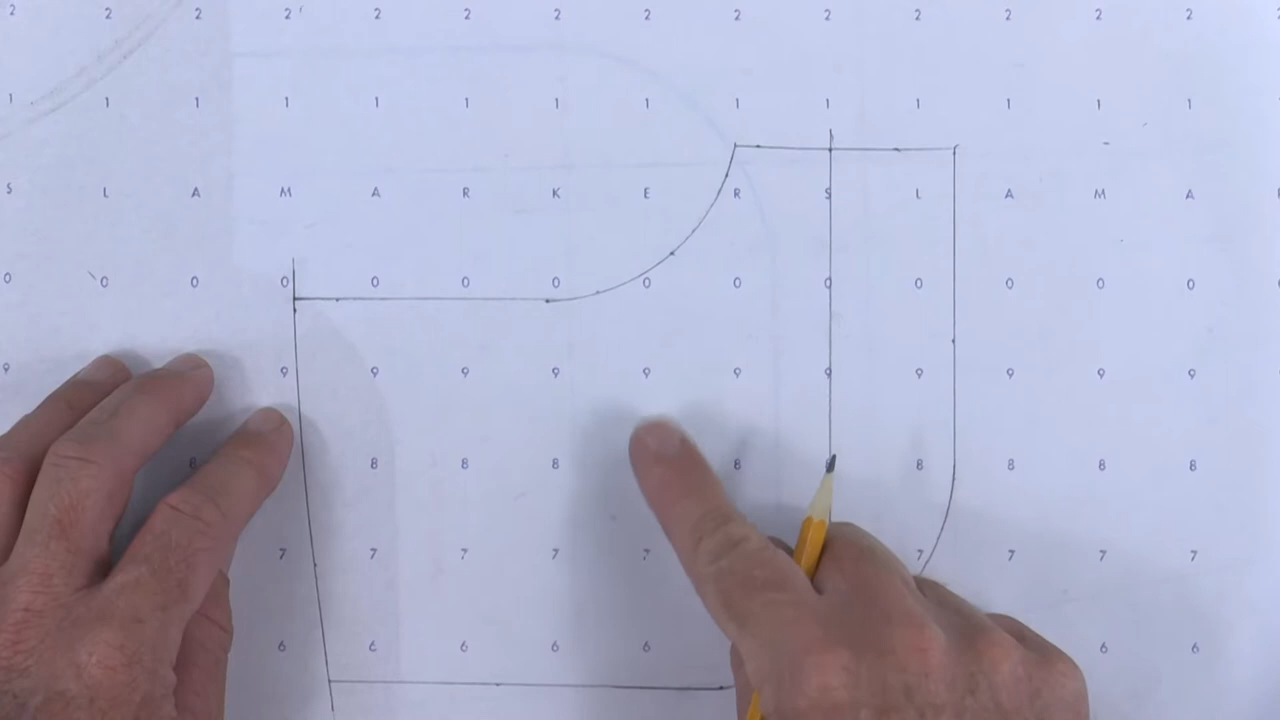 2 2 2 2 2 2 2 2 2 2 2 2 2 2
1 1 1 1 1 1 1 1 1 1 1 1 1 1
S L A M A R K E R S L A M A
0 0 0 0 0 0 0 0 0 0 0 0 0 0
9 9 9 9 9 9 9 9 9 9 9 9
8 8 8 8 8 8 8 8 8 8
7 7 7 7 7 7 7 7 7
6 6 6 6 6 6 6